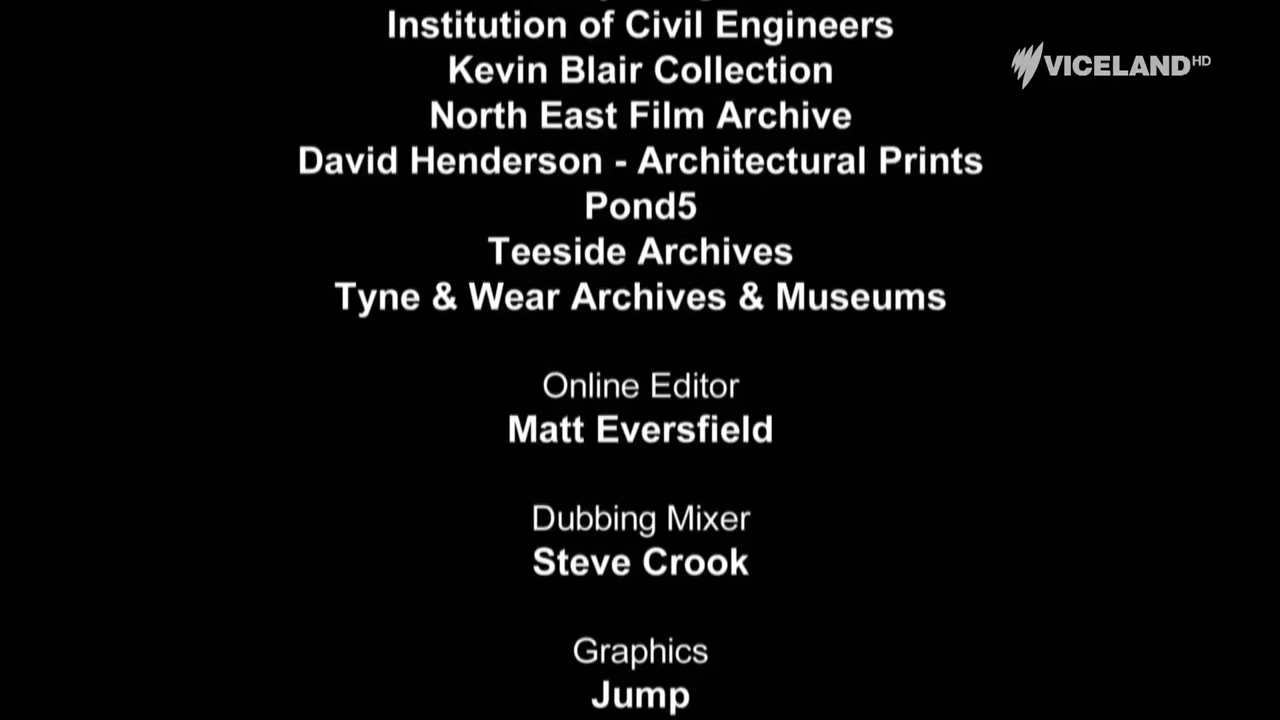 Institution of Civil Engineers
VICELAND HD
Kevin Blair Collection
North East Film Archive
David Henderson - Architectural Prints
Pond5
Teeside Archives
Tyne & Wear Archives & Museums
Online Editor
Matt Eversfield
Dubbing Mixer
Steve Crook
Graphics
Jump